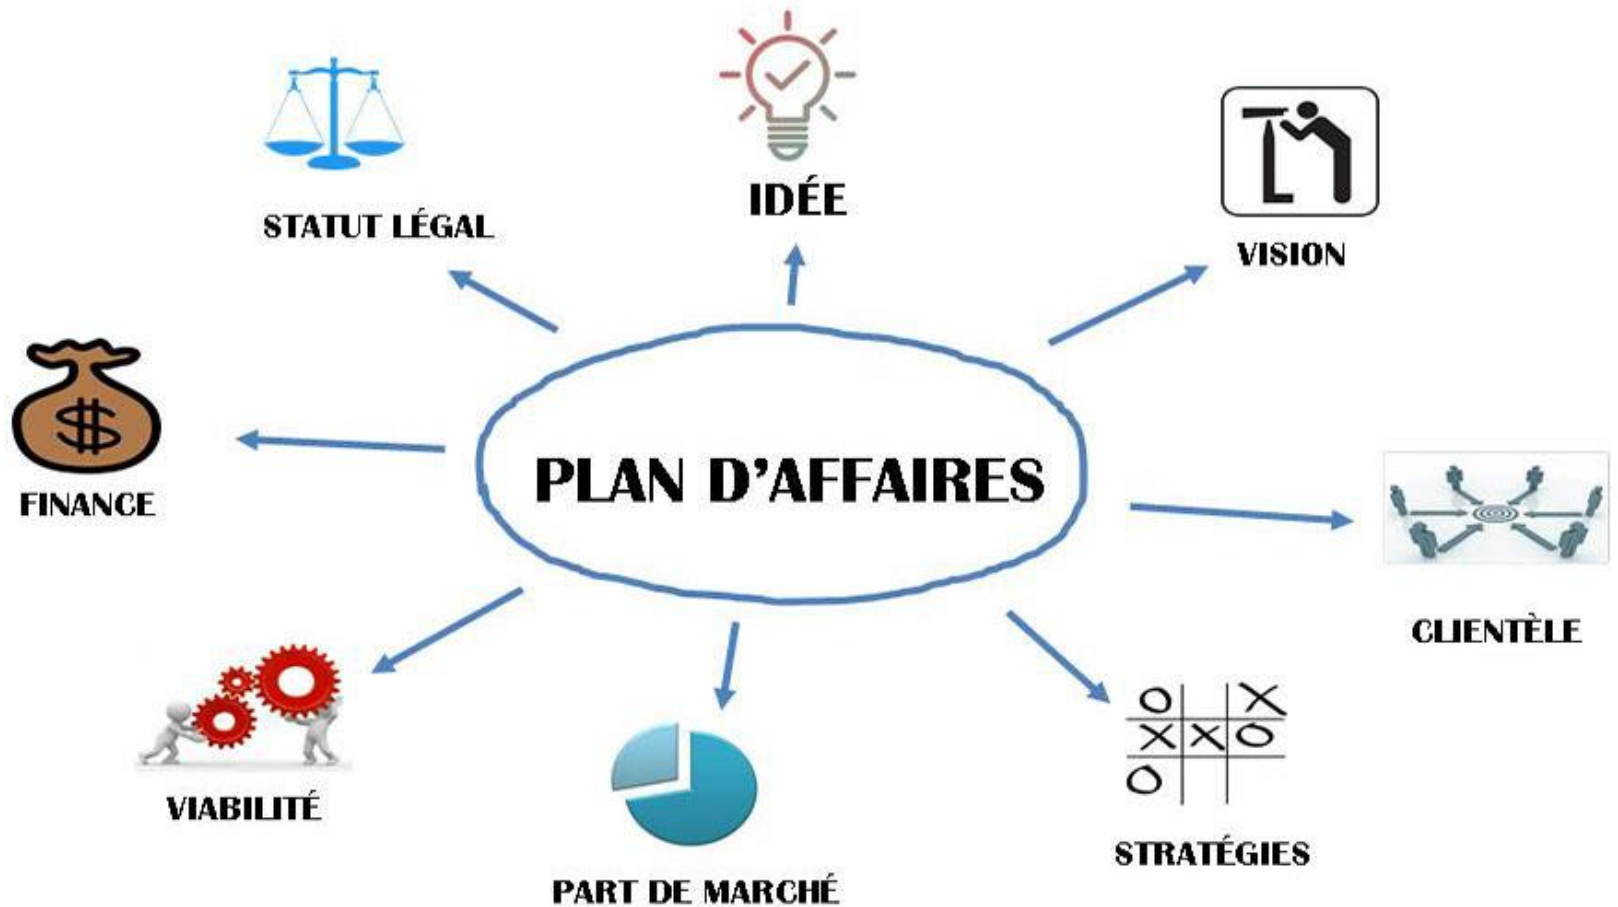 IDÉE
STATUT LÉGAL
VISION
FINANCE
PLAN D'AFFAIRES
CLIENTÈLE
VIABILITÉ
PART DE MARCHÉ
STRATÉGIES
O X
X X O
O
$